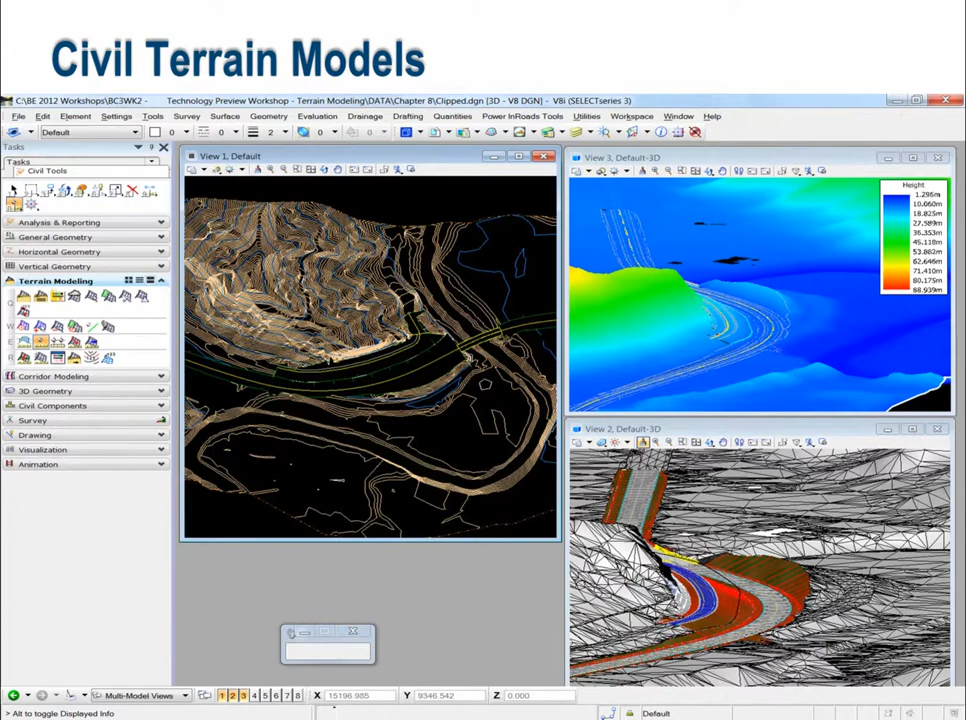 Civil Terrain Models
C:\BE 2012 Workshops\BC3WK2 - Technology Preview Workshop - Terrain Modeling\DATA\Chapter 8\Clipped.dgn [3D - V8 DGN] - V8i (SELECTseries 3)
File Edit Element Settings Tools Survey Surface Geometry Evaluation Drainage Drafting Quantities Power InRoads Tools Utilities Workspace Window Help
Default 0 0 2 0 0
Tasks
Tasks
Civil Tools
Analysis & Reporting
General Geometry
Horizontal Geometry
Vertical Geometry
Terrain Modeling
Q
W
E
R
Corridor Modeling
3D Geometry
Civil Components
Survey
Drawing
Visualization
Animation
View 1, Default
View 3, Default-3D
Height
1.296m
10.060m
18.825m
27.589m
36.353m
45.118m
53.882m
62.646m
71.410m
80.175m
88.939m
View 2, Default-3D
Multi-Model Views 1 2 3 4 5 6 7 8 X 15196.985 Y 9346.542 Z 0.000
> Alt to toggle Displayed Info Default